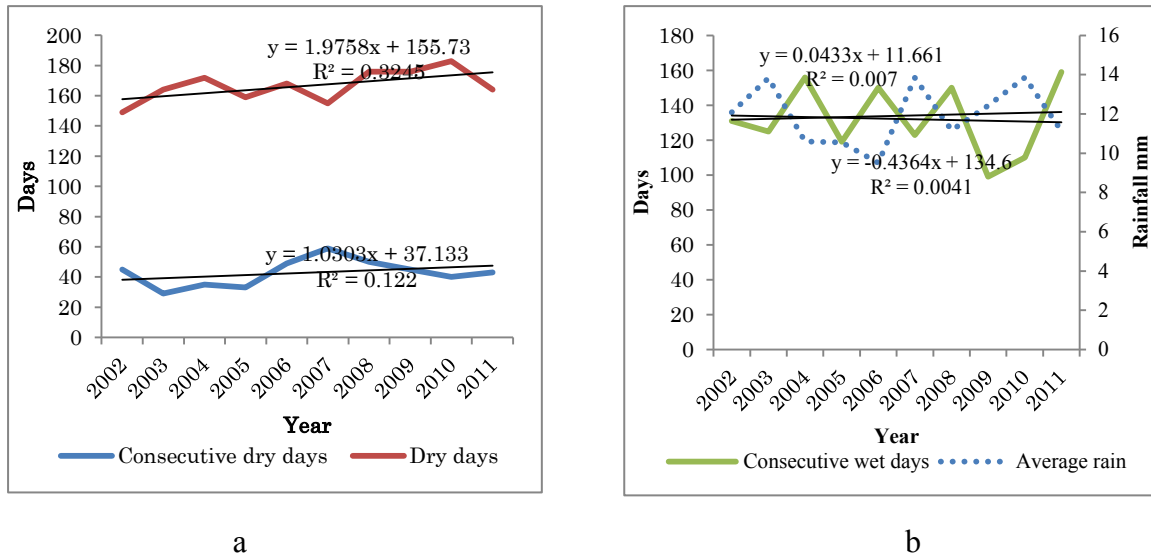 200
180
160
140
120
100
80
60
40
20
0
Days
y = 1.9758x + 155.73
R² = 0.3245
y = 1.0303x + 37.133
R² = 0.122
2002
2003
2004
2005
2006
2007
2008
2009
2010
2011
Year
Consecutive dry days
Dry days
a
180
160
140
120
100
80
60
40
20
0
Days
y = 0.0433x + 11.661
R² = 0.007
y = -0.4364x + 134.6
R² = 0.0041
16
14
12
10
8
6
4
2
0
Rainfall mm
2002
2003
2004
2005
2006
2007
2008
2009
2010
2011
Year
Consecutive wet days
Average rain
b